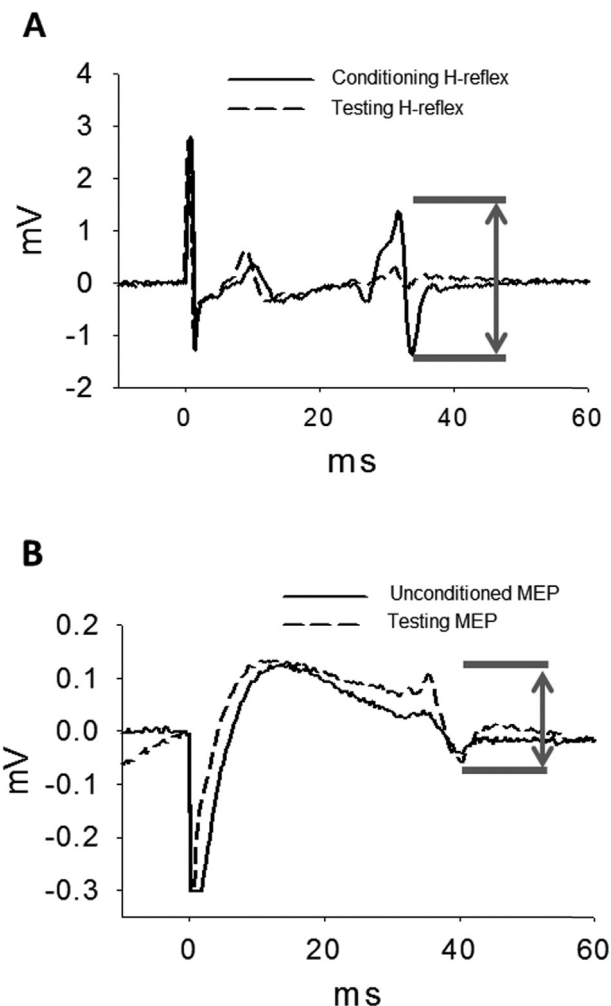 A
Conditioning H-reflex
Testing H-reflex
4
3
2
1
0
-1
-2
mV
0 20 40 60
ms
B
Unconditioned MEP
Testing MEP
0.2
0.1
0.0
-0.1
-0.2
-0.3
mV
0 20 40 60
ms